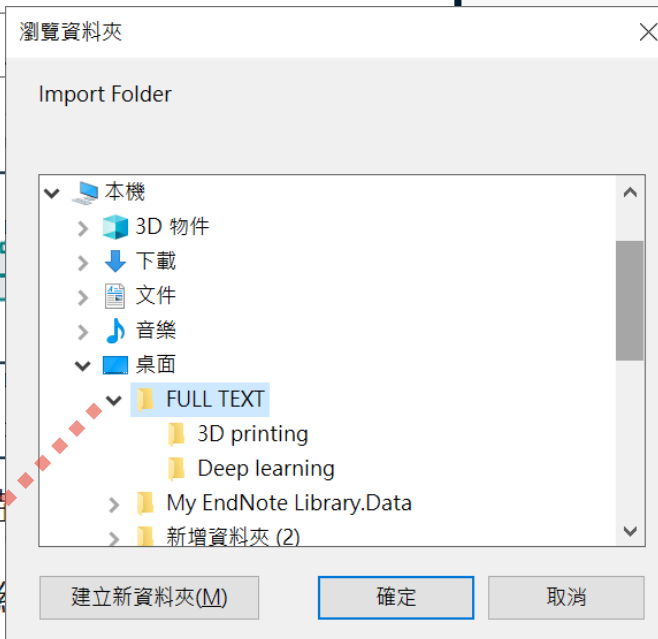 瀏覽資料夾
Import Folder
本機
3D 物件
下載
文件
音樂
桌面
FULL TEXT
3D printing
Deep learning
My EndNote Library.Data
新增資料夾 (2)
建立新資料夾(M) 確定 取消